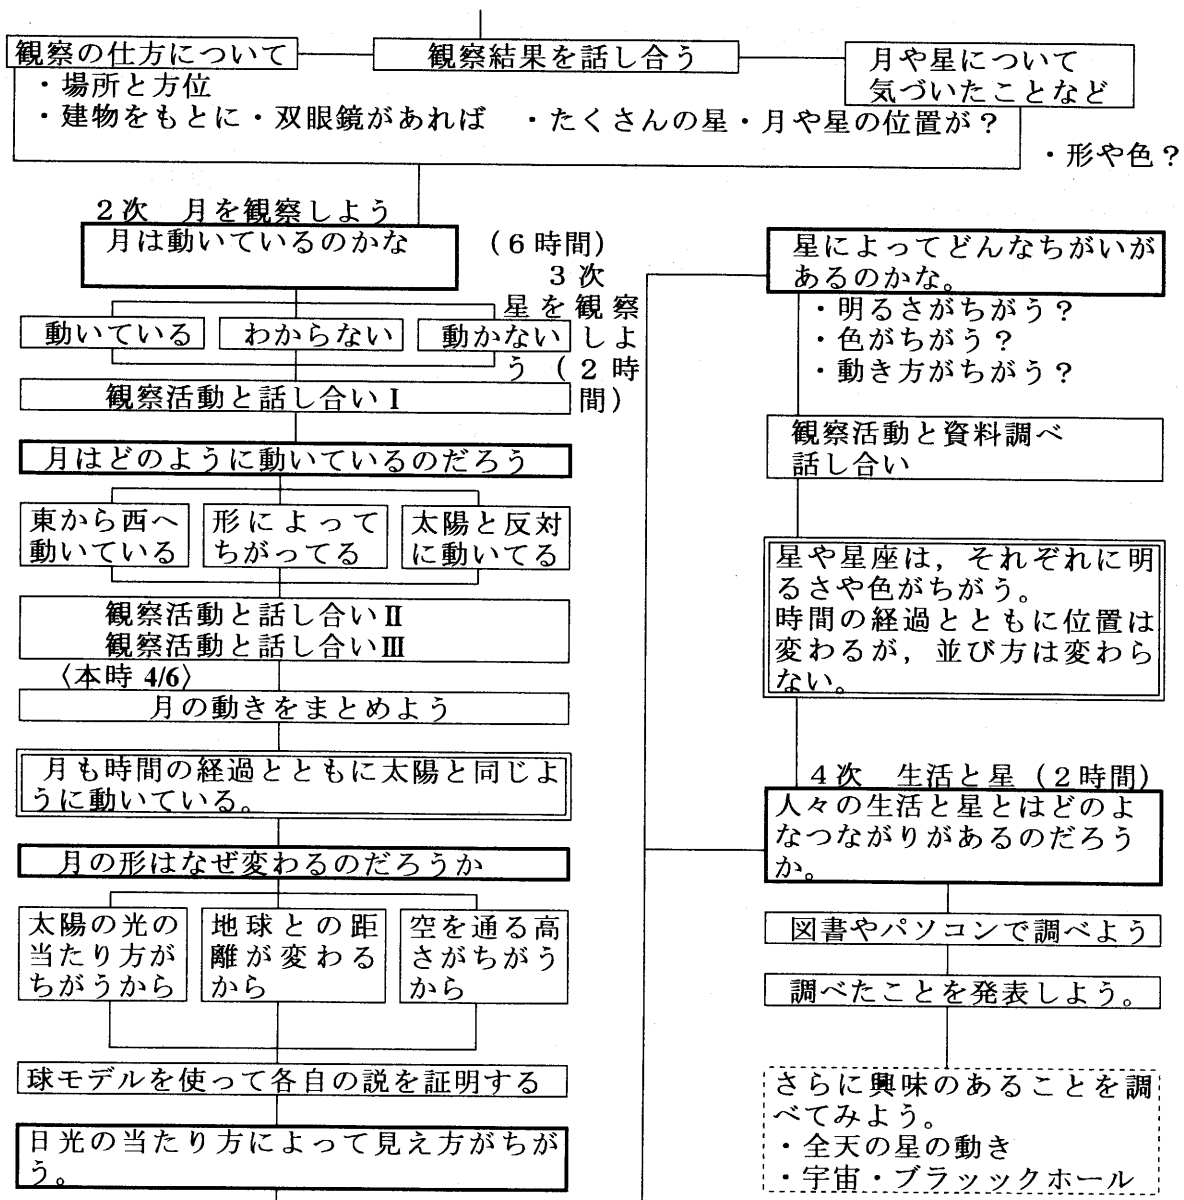 観察の仕方について
観察結果を話し合う
月や星について
気づいたことなど
・場所と方位
・建物をもとに・双眼鏡があれば ・たくさんの星・月や星の位置が？
・形や色？
２次 月を観察しよう
月は動いているのかな
（６時間）
動いている
わからない
動かない
観察活動と話し合いⅠ
月はどのように動いているのだろう
東から西へ
動いている
形によって
ちがってる
太陽と反対
に動いてる
観察活動と話し合いⅡ
観察活動と話し合いⅢ
〈本時 4/6〉
月の動きをまとめよう
月も時間の経過とともに太陽と同じよ
うに動いている。
月の形はなぜ変わるのだろうか
太陽の光の
当たり方が
ちがうから
地球との距
離が変わる
から
空を通る高
さがちがう
から
球モデルを使って各自の説を証明する
日光の当たり方によって見え方がちが
う。
３次
星を観察
しよ
う（２時
間）
星によってどんなちがいが
あるのかな。
・明るさがちがう？
・色がちがう？
・動き方がちがう？
観察活動と資料調べ
話し合い
星や星座は，それぞれに明
るさや色がちがう。
時間の経過とともに位置は
変わるが，並び方は変わら
ない。
４次 生活と星（２時間）
人々の生活と星とはどのよ
なつながりがあるのだろう
か。
図書やパソコンで調べよう
調べたことを発表しよう。
さらに興味のあることを調
べてみよう。
・全天の星の動き
・宇宙・ブラッックホール